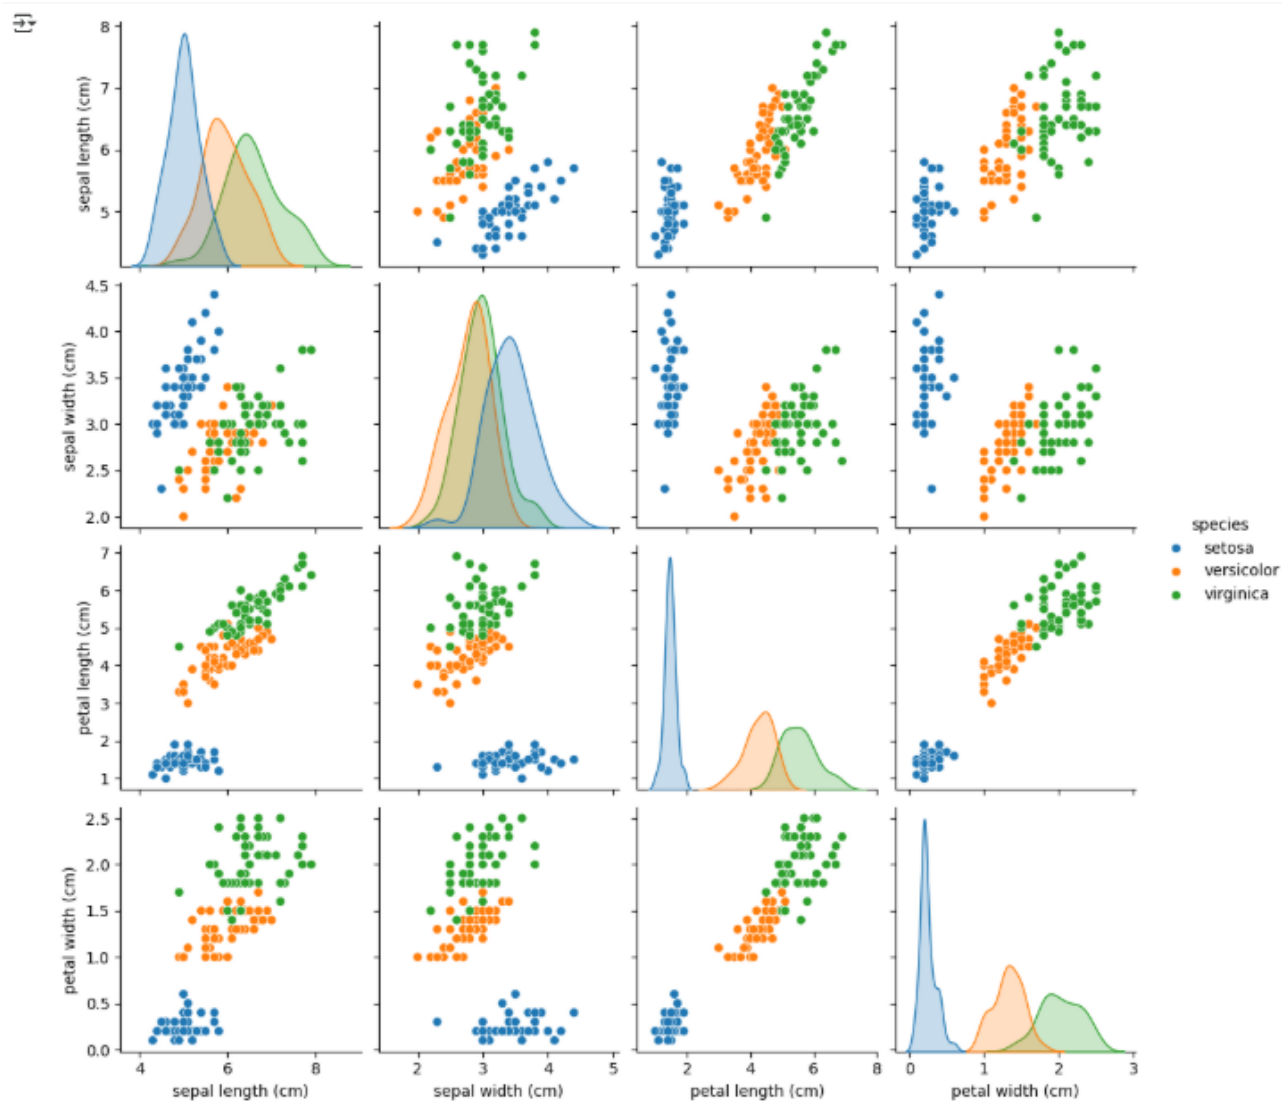 8
7
6
5
sepal length (cm)
4.5
4.0
3.5
3.0
2.5
2.0
sepal width (cm)
species
setosa
versicolor
virginica
7
6
5
4
3
2
1
petal length (cm)
2.5
2.0
1.5
1.0
0.5
0.0
petal width (cm)
4 6 8
2 3 4 5
2 4 6 8
0 1 2 3
sepal length (cm)
sepal width (cm)
petal length (cm)
petal width (cm)